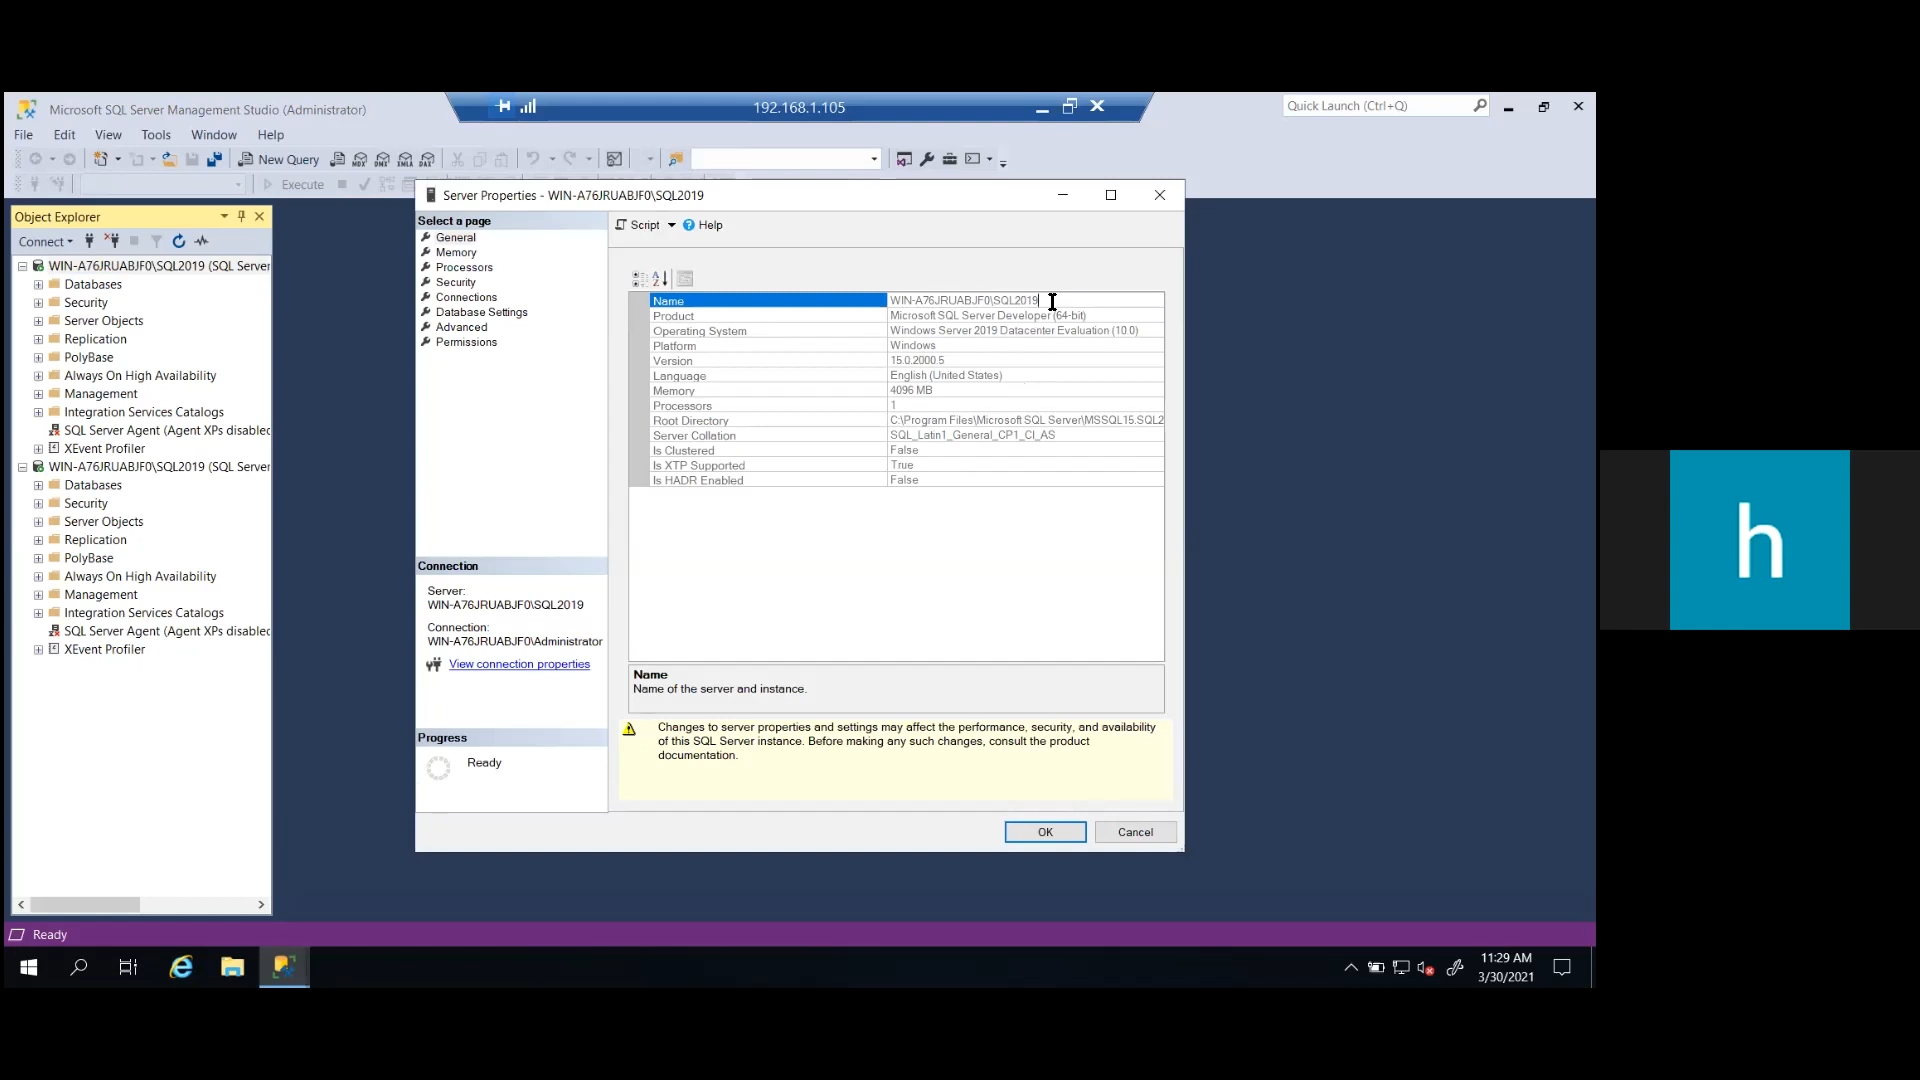 Microsoft SQL Server Management Studio (Administrator)
192.168.1.105
Quick Launch (Ctrl+Q)
File Edit View Tools Window Help
New Query
Execute
Object Explorer
Connect
WIN-A76JRUABJF0\SQL2019 (SQL Server
Databases
Security
Server Objects
Replication
PolyBase
Always On High Availability
Management
Integration Services Catalogs
SQL Server Agent (Agent XPs disabled
XEvent Profiler
WIN-A76JRUABJF0\SQL2019 (SQL Server
Databases
Security
Server Objects
Replication
PolyBase
Always On High Availability
Management
Integration Services Catalogs
SQL Server Agent (Agent XPs disabled
XEvent Profiler
Server Properties - WIN-A76JRUABJF0\SQL2019
Select a page
General
Memory
Processors
Security
Connections
Database Settings
Advanced
Permissions
Connection
Server:
WIN-A76JRUABJF0\SQL2019
Connection:
WIN-A76JRUABJF0\Administrator
View connection properties
Progress
Ready
Script Help
Name WIN-A76JRUABJF0\SQL2019
Product Microsoft SQL Server Developer (64-bit)
Operating System Windows Server 2019 Datacenter Evaluation (10.0)
Platform Windows
Version 15.0.2000.5
Language English (United States)
Memory 4096 MB
Processors 1
Root Directory C:\Program Files\Microsoft SQL Server\MSSQL15.SQL2
Server Collation SQL_Latin1_General_CP1_CI_AS
Is Clustered False
Is XTP Supported True
Is HADR Enabled False
Name
Name of the server and instance.
Changes to server properties and settings may affect the performance, security, and availability
of this SQL Server instance. Before making any such changes, consult the product
documentation.
OK Cancel
Ready
11:29 AM
3/30/2021
h